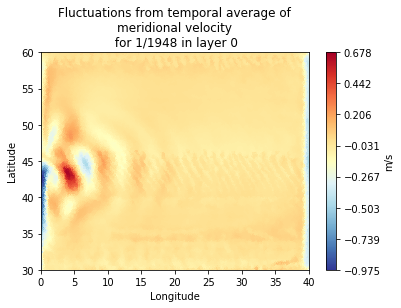 Fluctuations from temporal average of
meridional velocity
for 1/1948 in layer 0
60
55
50
45
40
35
30
Latitude
0 5 10 15 20 25 30 35 40
Longitude
0.678
0.442
0.206
−0.031
−0.267
−0.503
−0.739
−0.975
m/s